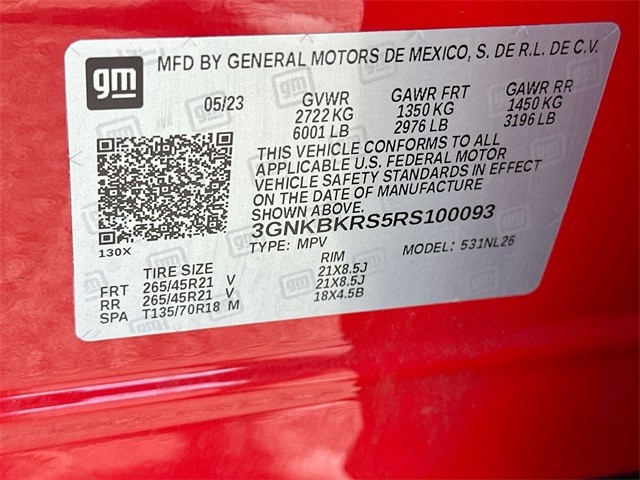 gm
MFD BY GENERAL MOTORS DE MEXICO, S. DE R.L. DE C.V.
05/23 GVWR GAWR FRT GAWR RR
2722 KG 1350 KG 1450 KG
6001 LB 2976 LB 3196 LB
THIS VEHICLE CONFORMS TO ALL
APPLICABLE U.S. FEDERAL MOTOR
VEHICLE SAFETY STANDARDS IN EFFECT
ON THE DATE OF MANUFACTURE
SHOWN ABOVE.
3GNKBKRS5RS100093
130X TYPE: MPV MODEL: 531NL26
TIRE SIZE RIM
FRT 265/45R21 V 21X8.5J
RR 265/45R21 V 21X8.5J
SPA T135/70R18 M 18X4.5B